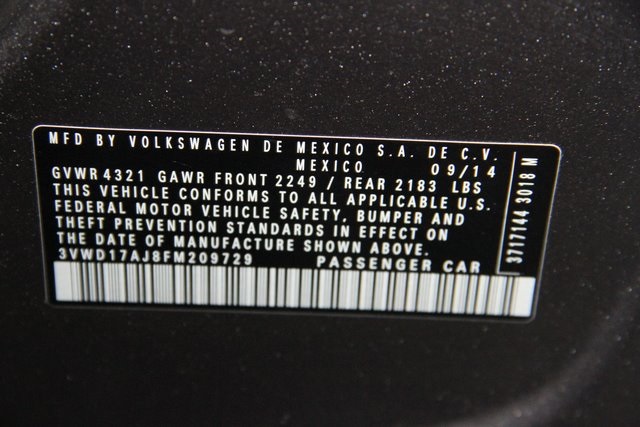 MFD BY VOLKSWAGEN DE MEXICO S.A. DE C.V.
MEXICO 09/14
GVWR 4321 GAWR FRONT 2249 / REAR 2183 LBS
THIS VEHICLE CONFORMS TO ALL APPLICABLE U.S.
FEDERAL MOTOR VEHICLE SAFETY, BUMPER AND
THEFT PREVENTION STANDARDS IN EFFECT ON
THE DATE OF MANUFACTURE SHOWN ABOVE.
3VWD17AJ8FM209729 PASSENGER CAR
3717144 3018 M